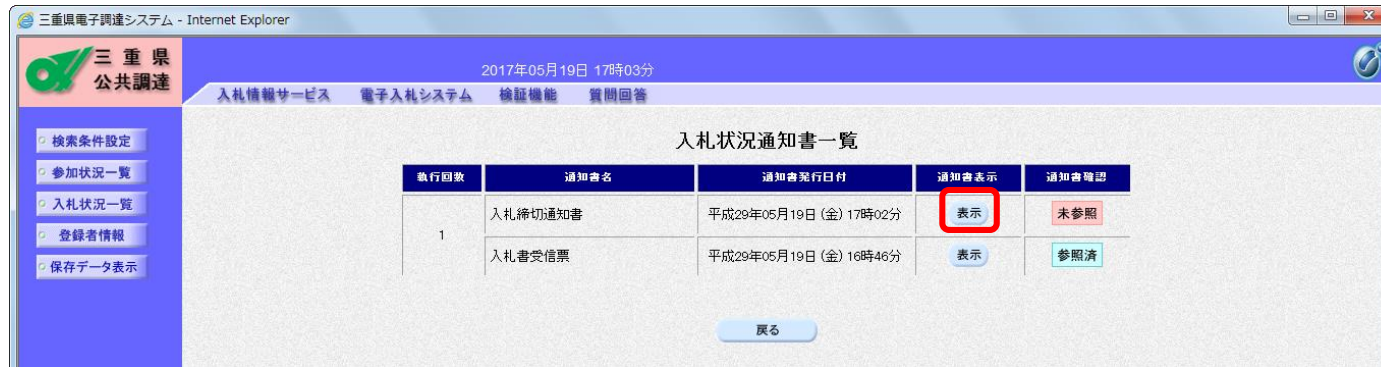 三重県電子調達システム - Internet Explorer
三重県
公共調達
2017年05月19日 17時03分
入札情報サービス 電子入札システム 検証機能 質問回答
検索条件設定
参加状況一覧
入札状況一覧
登録者情報
保存データ表示
入札状況通知書一覧
執行回数 通知書名 通知書発行日付 通知書表示 通知書確認
1
入札締切通知書 平成29年05月19日 (金) 17時02分 表示 未参照
入札書受信票 平成29年05月19日 (金) 16時46分 表示 参照済
戻る